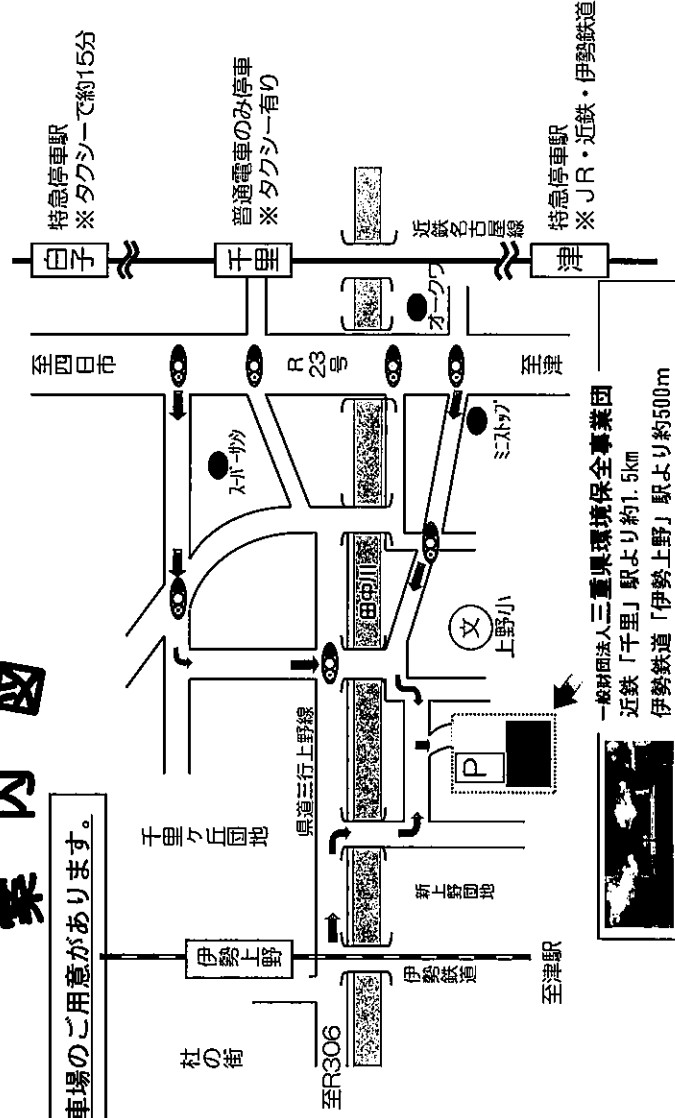 案内図
車場のご用意があります。
白子
特急停車駅
※タクシーで約15分
千里
普通電車のみ停車
※タクシー有り
近鉄名古屋線
津
特急停車駅
※JR・近鉄・伊勢鉄道
至四日市
R23号
至津
オークワ
スーパーサンシ
ミニストップ
田中川
文
上野小
県道三行上野線
千里ヶ丘団地
P
新上野団地
伊勢上野
伊勢鉄道
至津駅
杜の街
至R306
一般財団法人三重県環境保全事業団
近鉄「千里」駅より約1.5km
伊勢鉄道「伊勢上野」駅より約500m